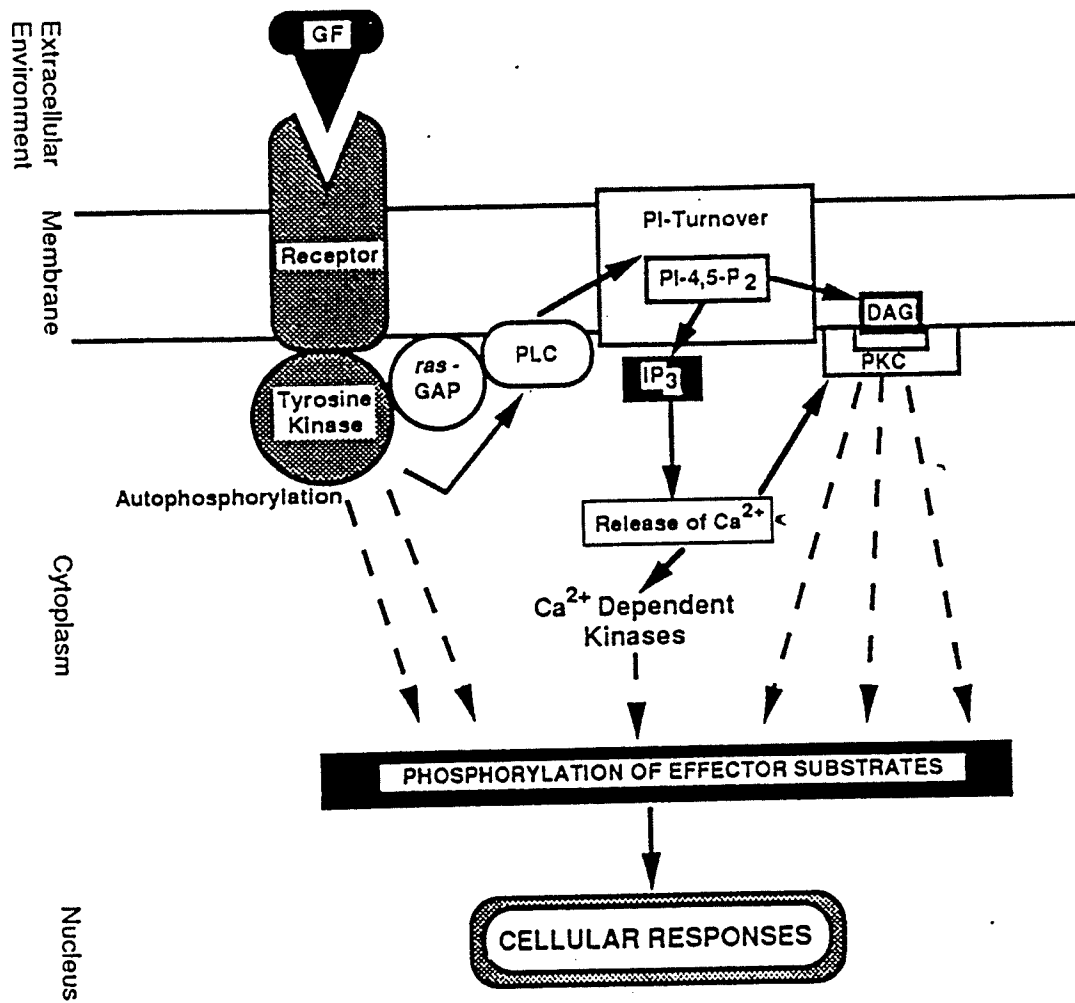 Extracellular
Environment
GF
Membrane
Receptor
PI-Turnover
PI-4,5-P2
DAG
PKC
PLC
ras -
GAP
IP3
Tyrosine
Kinase
Autophosphorylation
Release of Ca2+
Cytoplasm
Ca2+ Dependent
Kinases
PHOSPHORYLATION OF EFFECTOR SUBSTRATES
Nucleus
CELLULAR RESPONSES